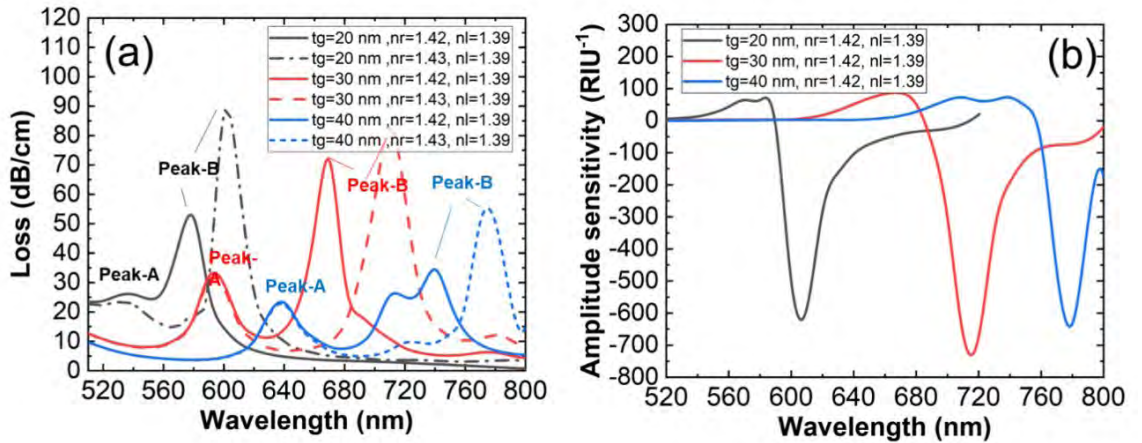 (a)
tg=20 nm ,nr=1.42, nl=1.39
tg=20 nm ,nr=1.43, nl=1.39
tg=30 nm ,nr=1.42, nl=1.39
tg=30 nm ,nr=1.43, nl=1.39
tg=40 nm ,nr=1.42, nl=1.39
tg=40 nm ,nr=1.43, nl=1.39
Peak-B
Peak-B
Peak-B
Peak-A
Peak-
A
Peak-A
120
110
100
90
80
70
60
50
40
30
20
10
0
Loss (dB/cm)
510 560 600 640 680 720 760 800
Wavelength (nm)
(b)
tg=20 nm, nr=1.42, nl=1.39
tg=30 nm, nr=1.42, nl=1.39
tg=40 nm, nr=1.42, nl=1.39
300
200
100
0
-100
-200
-300
-400
-500
-600
-700
-800
Amplitude sensitivity (RIU⁻¹)
520 560 600 640 680 720 760 800
Wavelength (nm)